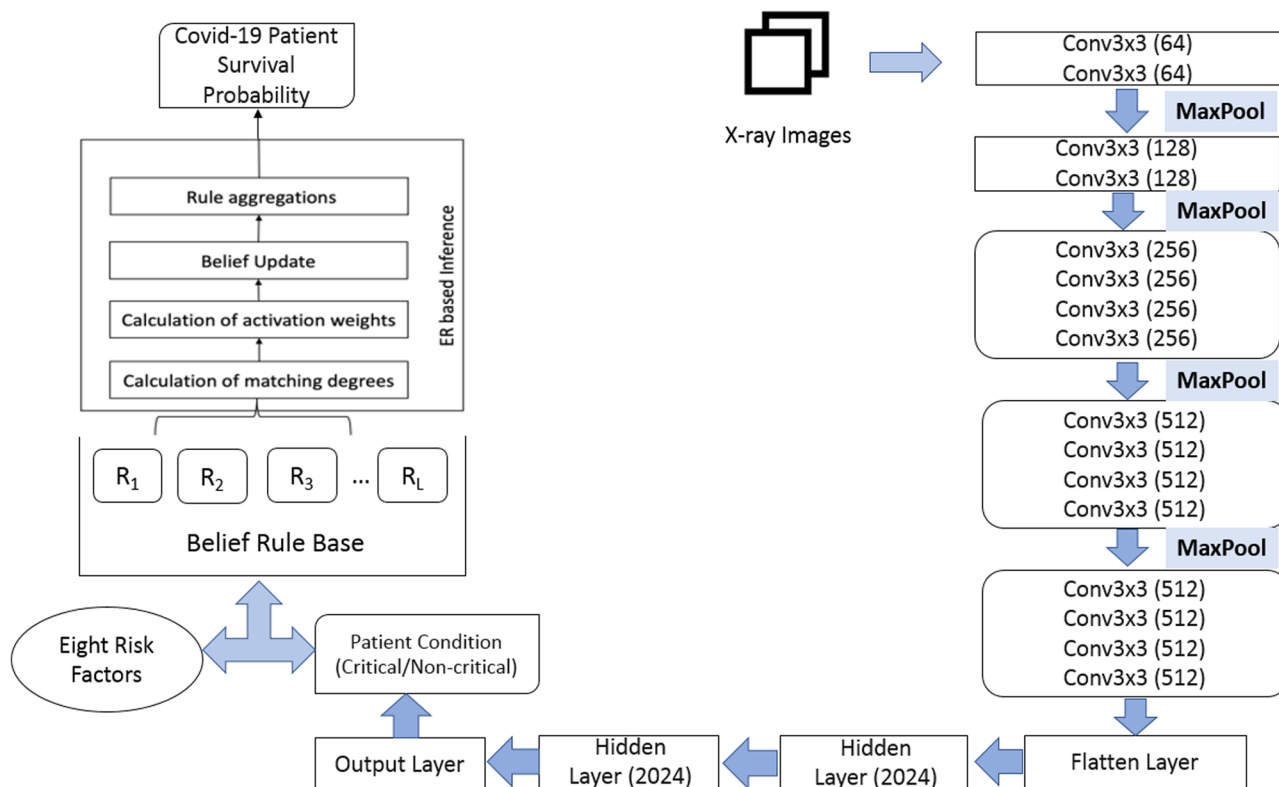 Covid-19 Patient
Survival
Probability
Rule aggregations
Belief Update
Calculation of activation weights
Calculation of matching degrees
ER based Inference
R1
R2
R3
...
RL
Belief Rule Base
Eight Risk
Factors
Patient Condition
(Critical/Non-critical)
X-ray Images
Conv3x3 (64)
Conv3x3 (64)
MaxPool
Conv3x3 (128)
Conv3x3 (128)
MaxPool
Conv3x3 (256)
Conv3x3 (256)
Conv3x3 (256)
Conv3x3 (256)
MaxPool
Conv3x3 (512)
Conv3x3 (512)
Conv3x3 (512)
Conv3x3 (512)
MaxPool
Conv3x3 (512)
Conv3x3 (512)
Conv3x3 (512)
Conv3x3 (512)
Flatten Layer
Hidden
Layer (2024)
Hidden
Layer (2024)
Output Layer